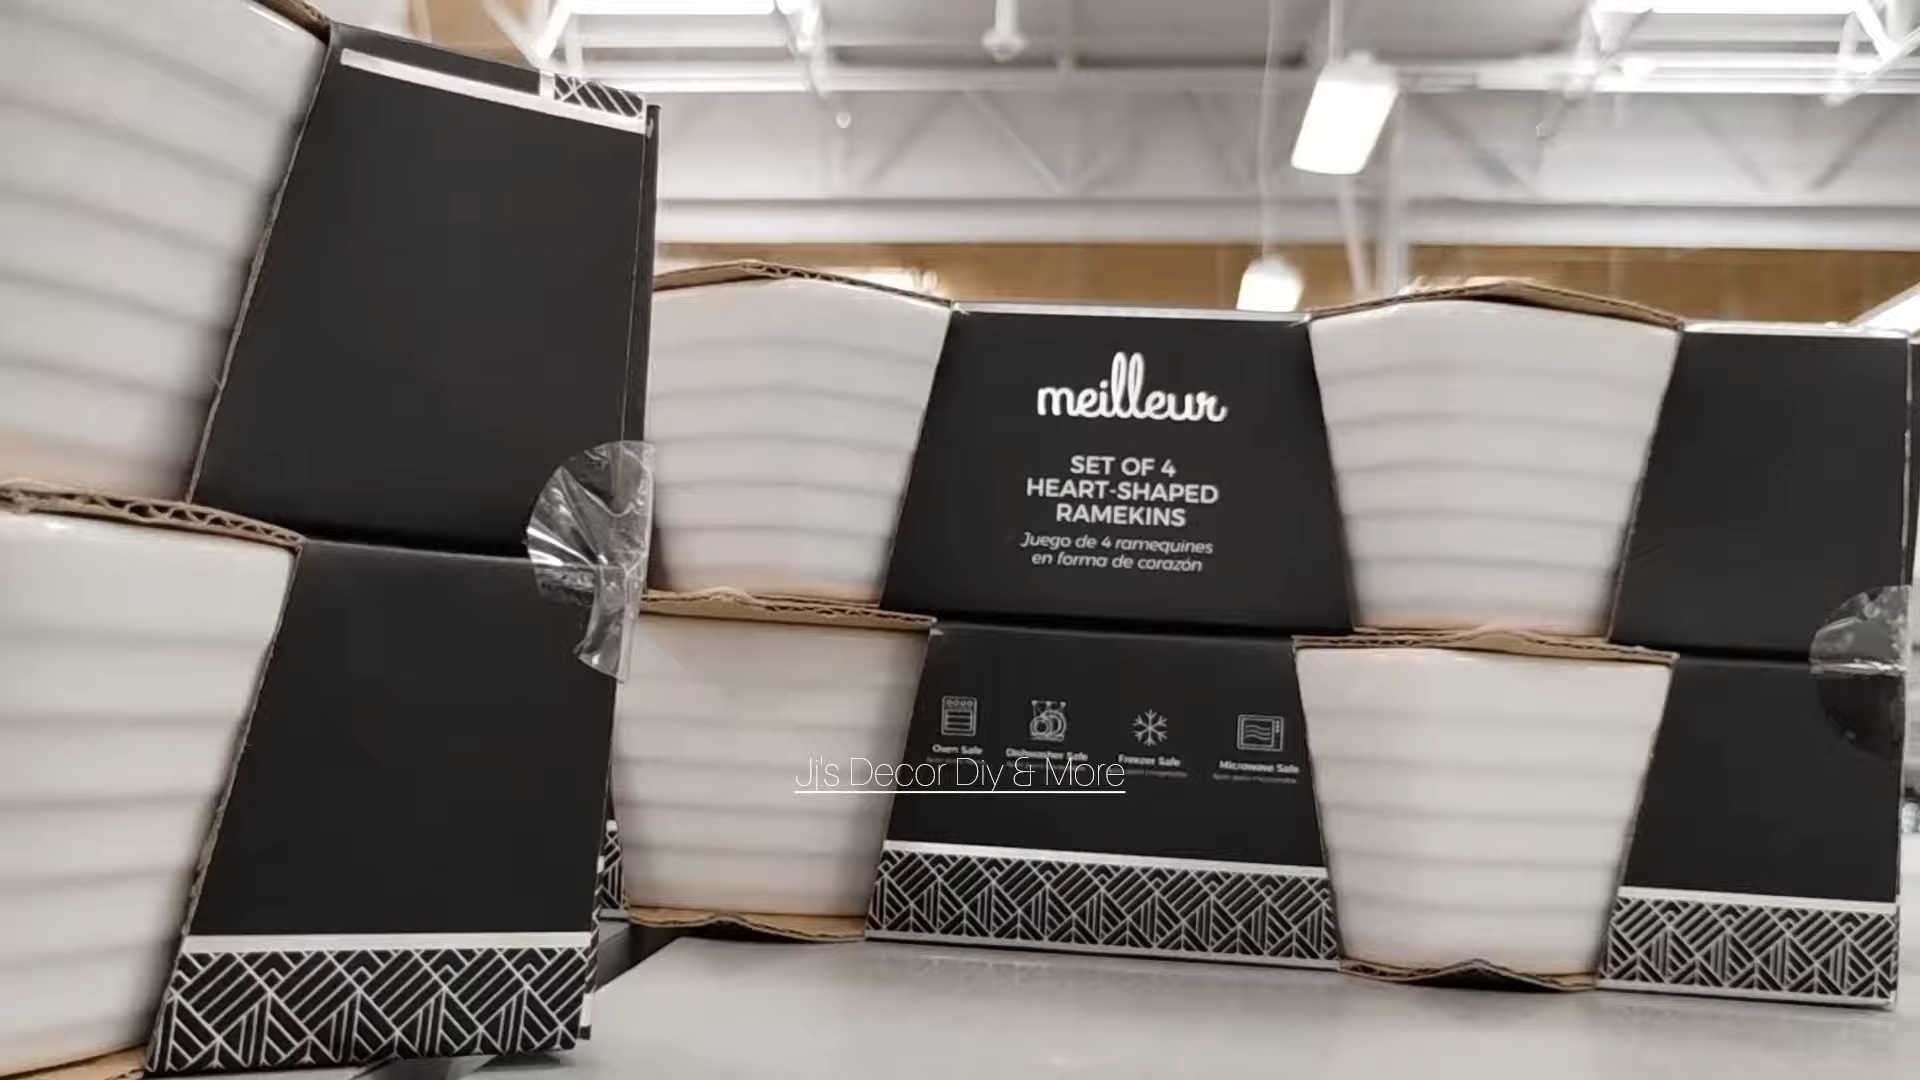 meilleur
SET OF 4
HEART-SHAPED
RAMEKINS
Juego de 4 ramequines
en forma de corazón
Oven Safe
Dishwasher Safe
Freezer Safe
Microwave Safe
Jj's Decor Diy & More